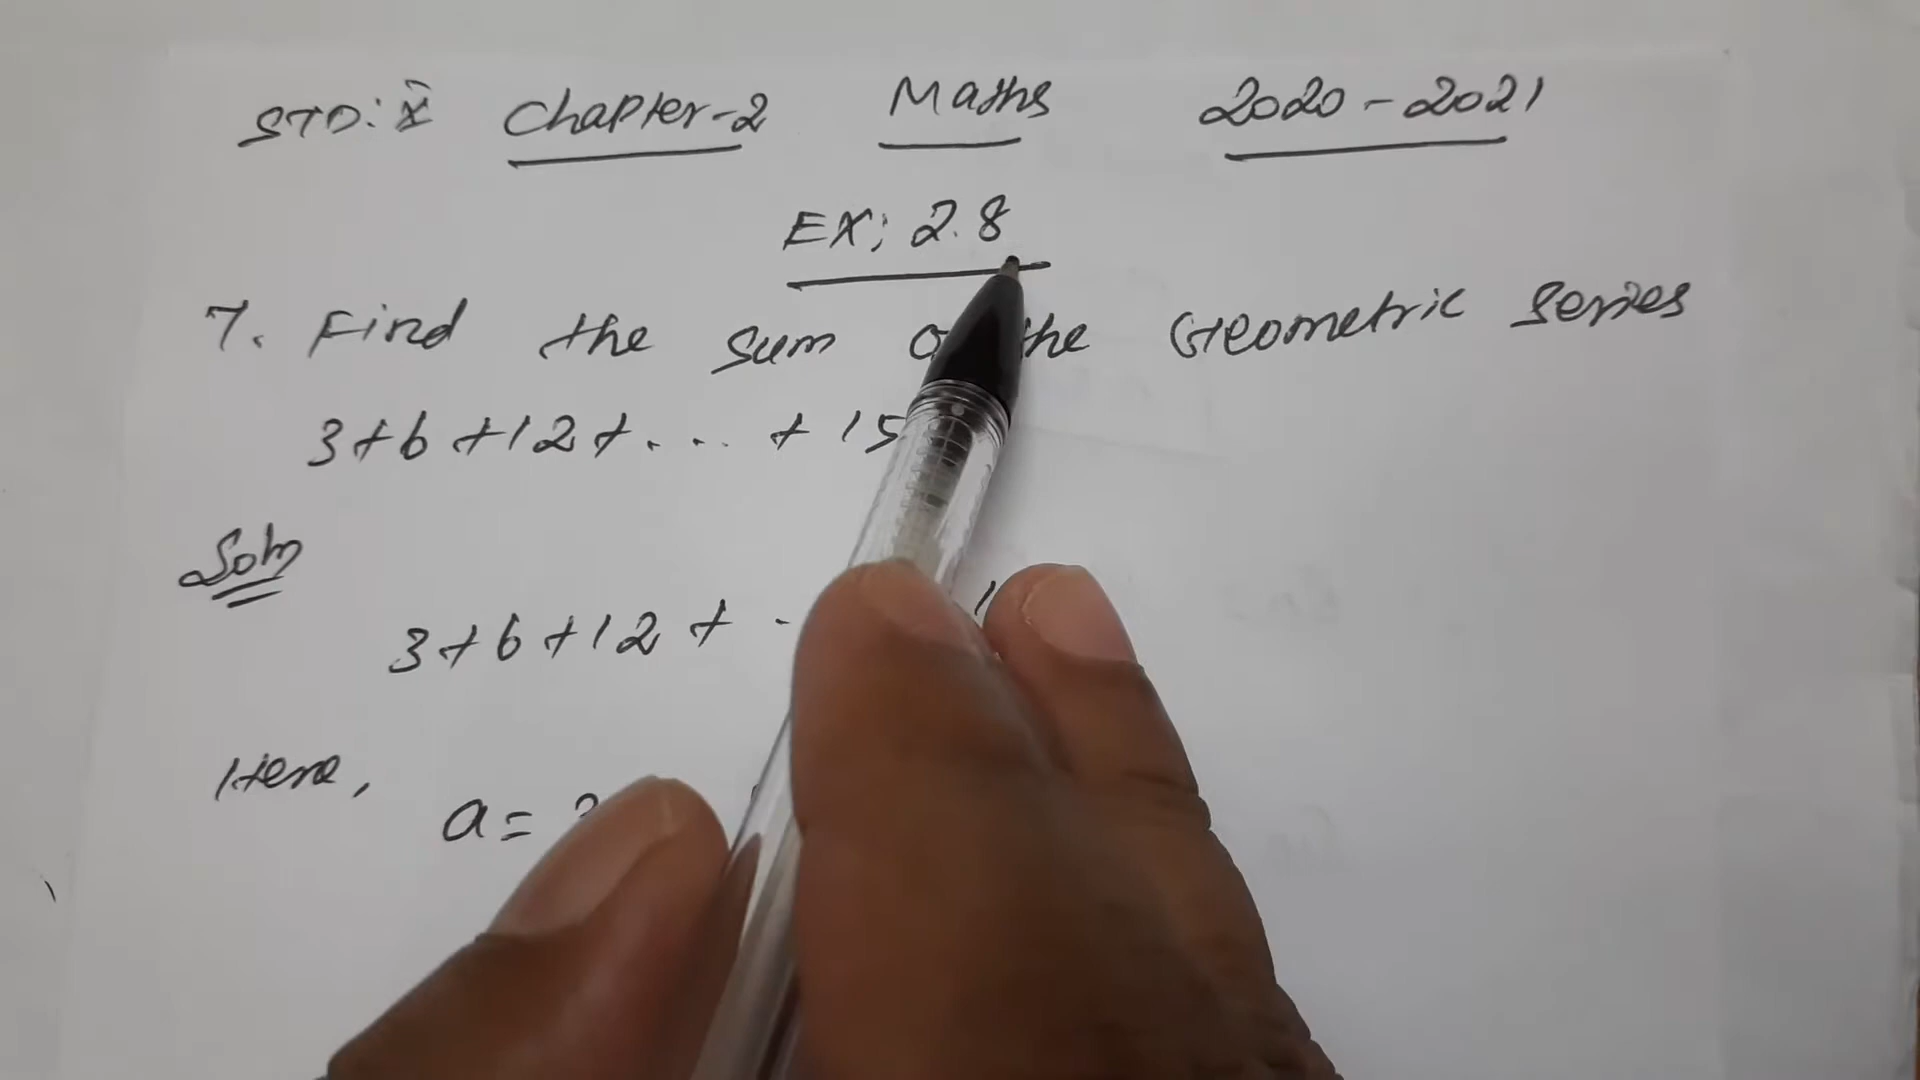 STD: X Chapter-2 Maths 2020-2021
EX: 2.8
7. Find the sum the Geometric Series
3+6+12+... + 15
Soln
3+6+12+
Here,
a=